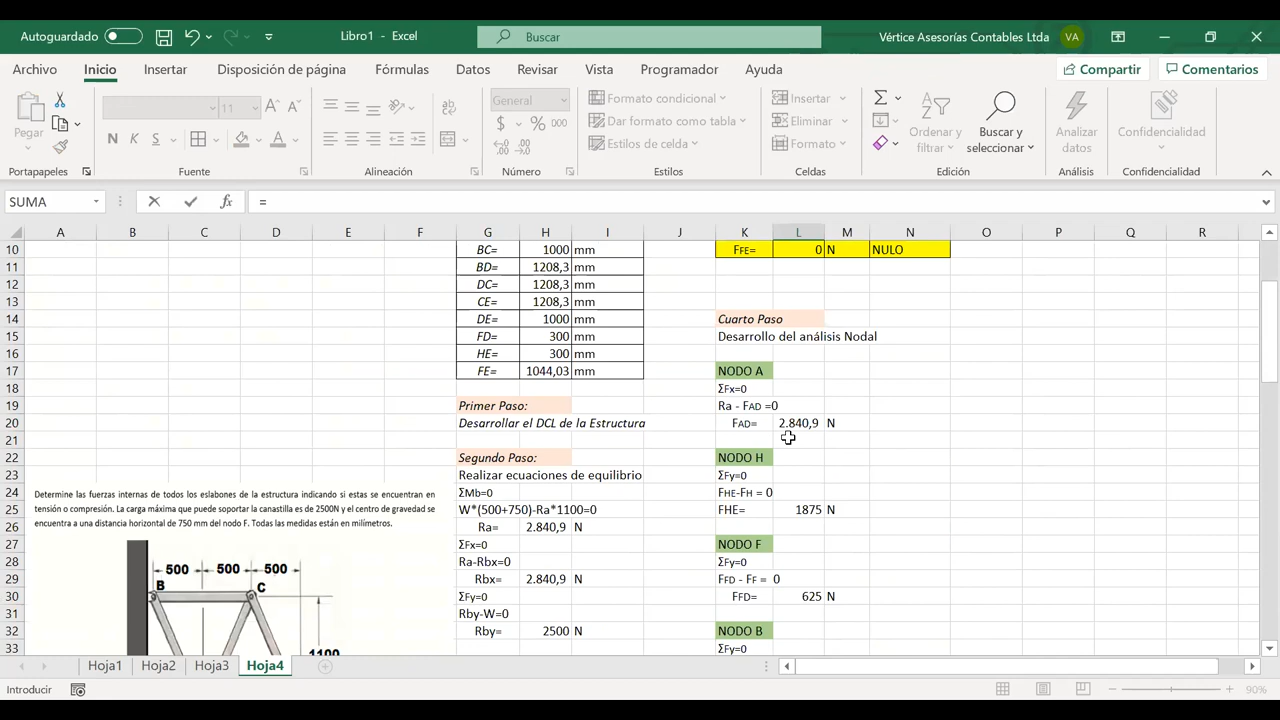 Autoguardado
Libro1 - Excel
Buscar
Vértice Asesorías Contables Ltda
VA
Archivo Inicio Insertar Disposición de página Fórmulas Datos Revisar Vista Programador Ayuda
Compartir
Comentarios
Pegar
11
N K S
General
$ % 000
Formato condicional
Dar formato como tabla
Estilos de celda
Insertar
Eliminar
Formato
Ordenar y filtrar
Buscar y seleccionar
Analizar datos
Confidencialidad
Portapapeles Fuente Alineación Número Estilos Celdas Edición Análisis Confidencialidad
SUMA
fx
=
A B C D E F G H I J K L M N O P Q R
10 BC= 1000 mm FFE= 0 N NULO
11 BD= 1208,3 mm
12 DC= 1208,3 mm
13 CE= 1208,3 mm
14 DE= 1000 mm Cuarto Paso
15 FD= 300 mm Desarrollo del análisis Nodal
16 HE= 300 mm
17 FE= 1044,03 mm NODO A
18 ΣFx=0
19 Primer Paso: Ra - FAD =0
20 Desarrollar el DCL de la Estructura FAD= 2.840,9 N
21
22 Segundo Paso: NODO H
23 Realizar ecuaciones de equilibrio ΣFy=0
24 ΣMb=0 FHE-FH = 0
25 W*(500+750)-Ra*1100=0 FHE= 1875 N
26 Ra= 2.840,9 N
27 ΣFx=0 NODO F
28 Ra-Rbx=0 ΣFy=0
29 Rbx= 2.840,9 N FFD - FF = 0
30 ΣFy=0 FFD= 625 N
31 Rby-W=0
32 Rby= 2500 N NODO B
33 ΣFy=0
Determine las fuerzas internas de todos los eslabones de la estructura indicando si estas se encuentran en
tensión o compresión. La carga máxima que puede soportar la canastilla es de 2500N y el centro de gravedad se
encuentra a una distancia horizontal de 750 mm del nodo F. Todas las medidas están en milímetros.
500 500 500
B C
1100
Hoja1 Hoja2 Hoja3 Hoja4
Introducir
90%